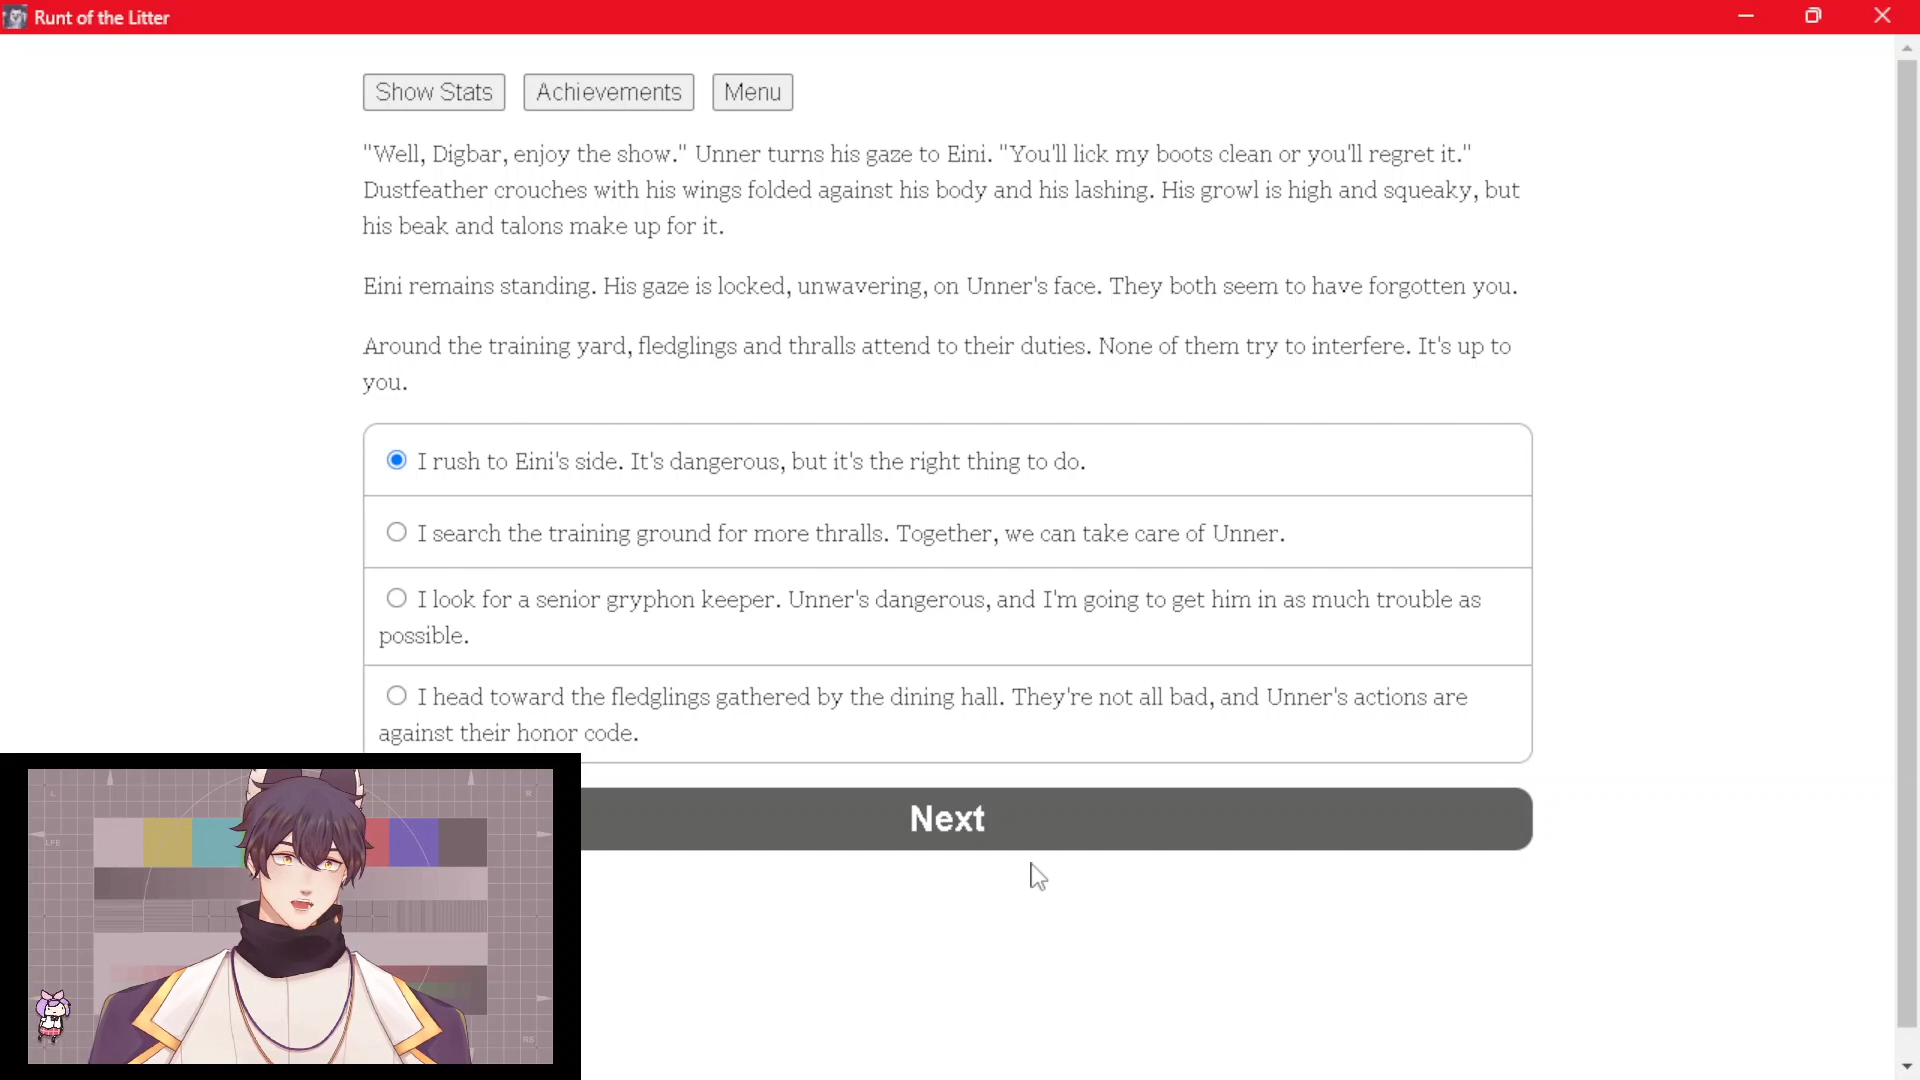 Runt of the Litter
Show Stats Achievements Menu
"Well, Digbar, enjoy the show." Unner turns his gaze to Eini. "You'll lick my boots clean or you'll regret it."
Dustfeather crouches with his wings folded against his body and his lashing. His growl is high and squeaky, but
his beak and talons make up for it.
Eini remains standing. His gaze is locked, unwavering, on Unner's face. They both seem to have forgotten you.
Around the training yard, fledglings and thralls attend to their duties. None of them try to interfere. It's up to
you.
I rush to Eini's side. It's dangerous, but it's the right thing to do.
I search the training ground for more thralls. Together, we can take care of Unner.
I look for a senior gryphon keeper. Unner's dangerous, and I'm going to get him in as much trouble as
possible.
I head toward the fledglings gathered by the dining hall. They're not all bad, and Unner's actions are
against their honor code.
Next
L R
LFE
RS